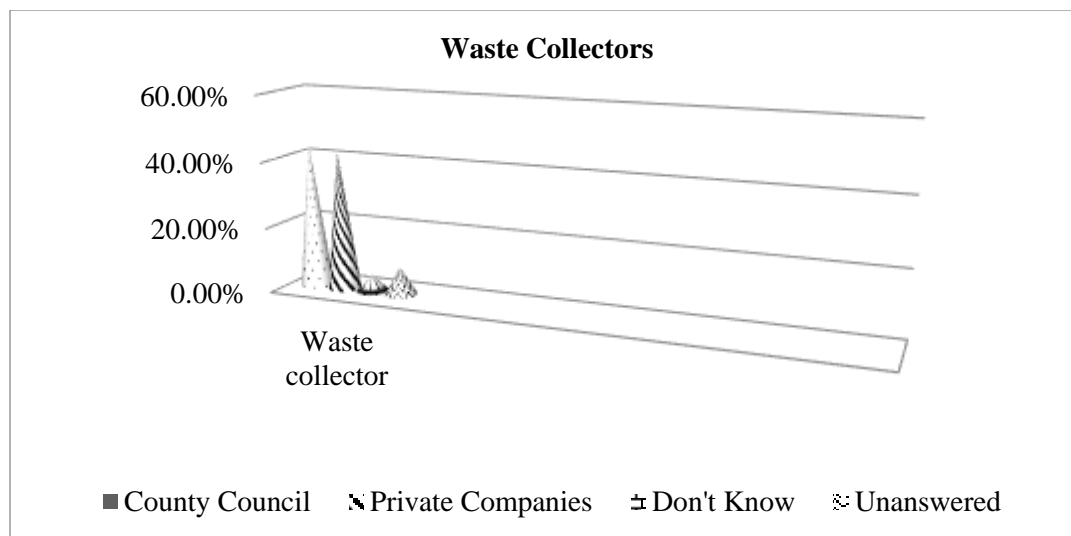 Waste Collectors
60.00%
40.00%
20.00%
0.00%
Waste
collector
County Council Private Companies Don't Know Unanswered